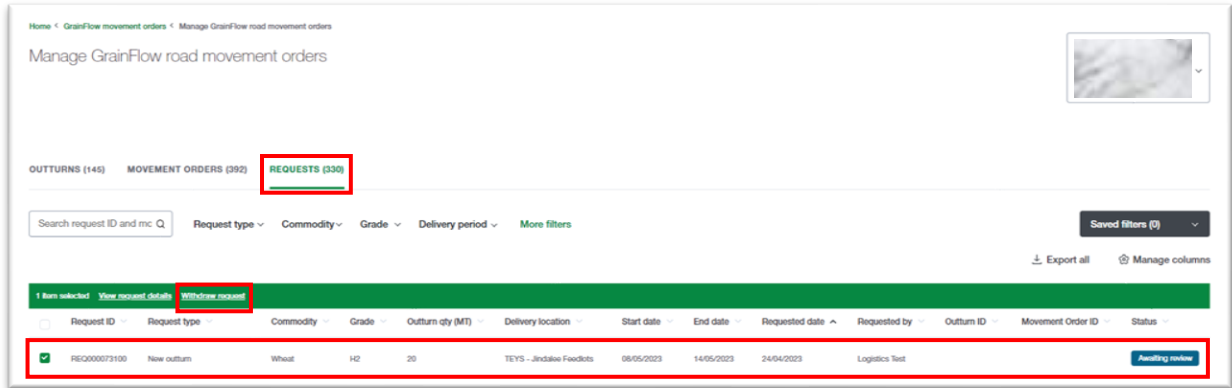 Home < GrainFlow movement orders < Manage GrainFlow road movement orders
Manage GrainFlow road movement orders
OUTTURNS (145) MOVEMENT ORDERS (392) REQUESTS (330)
Search request ID and mc Request type Commodity Grade Delivery period More filters Saved filters (0)
Export all Manage columns
1 item selected View request details Withdraw request
Request ID Request type Commodity Grade Outturn qty (MT) Delivery location Start date End date Requested date Requested by Outturn ID Movement Order ID Status
REQ000073100 New outturn Wheat H2 20 TEYS - Jindalee Feedlots 08/05/2023 14/05/2023 24/04/2023 Logistics Test Awaiting review